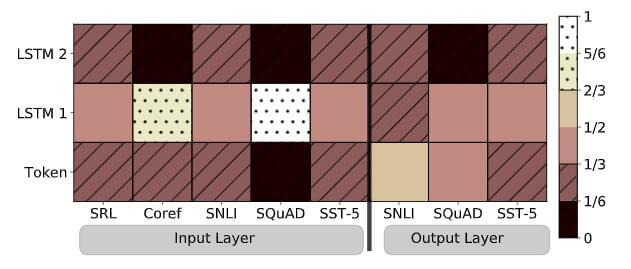 1
5/6
LSTM 2
2/3
LSTM 1
1/2
1/3
Token
1/6
0
SRL Coref SNLI SQuAD SST-5 SNLI SQuAD SST-5
Input Layer Output Layer